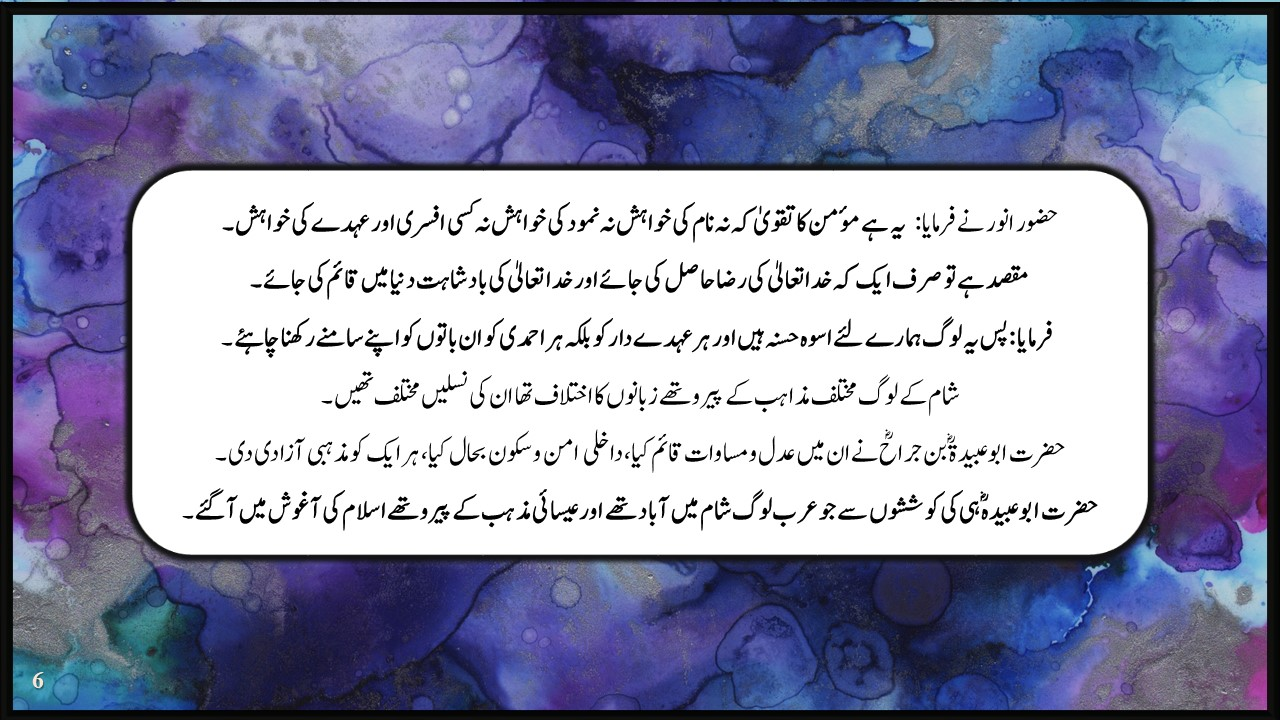 حضور انور نے فرمایا: یہ ہے مؤمن کا تقویٰ کہ نہ نام کی خواہش نہ نمود کی خواہش نہ کسی افسری اور عہدے کی خواہش۔
مقصد ہے تو صرف ایک کہ خدا تعالیٰ کی رضا حاصل کی جائے اور خدا تعالیٰ کی بادشاہت دنیا میں قائم کی جائے۔
فرمایا: پس یہ لوگ ہمارے لئے اسوہ حسنہ ہیں اور ہر عہدے دار کو بلکہ ہر احمدی کو ان باتوں کو اپنے سامنے رکھنا چاہئے۔
شام کے لوگ مختلف مذاہب کے پیرو تھے زبانوں کا اختلاف تھا ان کی نسلیں مختلف تھیں۔
حضرت ابوعبیدۃؓ بن جراحؓ نے ان میں عدل و مساوات قائم کیا، داخلی امن و سکون بحال کیا، ہر ایک کو مذہبی آزادی دی۔
حضرت ابوعبیدہؓ ہی کی کوششوں سے جو عرب لوگ شام میں آباد تھے اور عیسائی مذہب کے پیرو تھے اسلام کی آغوش میں آگئے۔
6